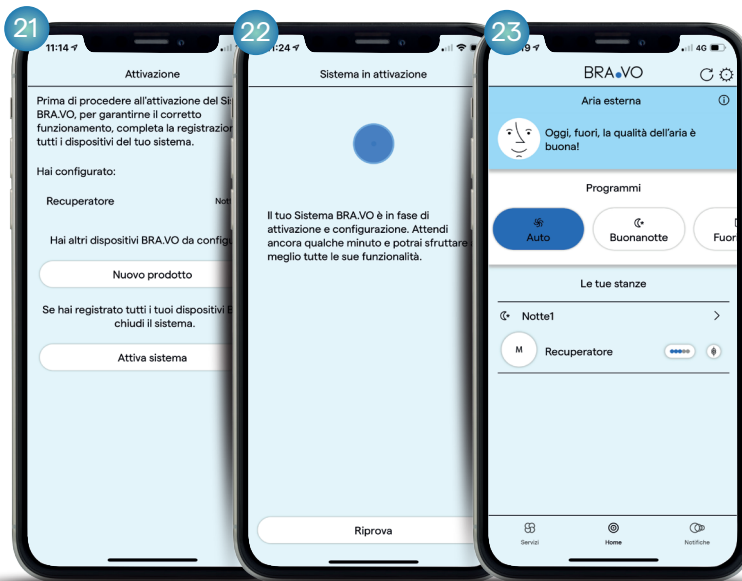 21
11:14
Attivazione
Prima di procedere all'attivazione del
BRA.VO, per garantirne il corretto
funzionamento, completa la
tutti i dispositivi del tuo sistema.
Hai configurato:
Recuperatore
Hai altri dispositivi BRA.VO da
Nuovo prodotto
Se hai registrato tutti i tuoi dispositivi
chiudi il sistema.
Attiva sistema
22
:24
Sistema in attivazione
Il tuo Sistema BRA.VO è in fase di
attivazione e configurazione. Attendi
ancora qualche minuto e potrai sfruttare
meglio tutte le sue funzionalità.
Riprova
23
19
4G
BRA.VO
Aria esterna
Oggi, fuori, la qualità dell'aria è
buona!
Programmi
Auto
Buonanotte
Fuor
Le tue stanze
Notte1
M
Recuperatore
Servizi
Home
Notifiche